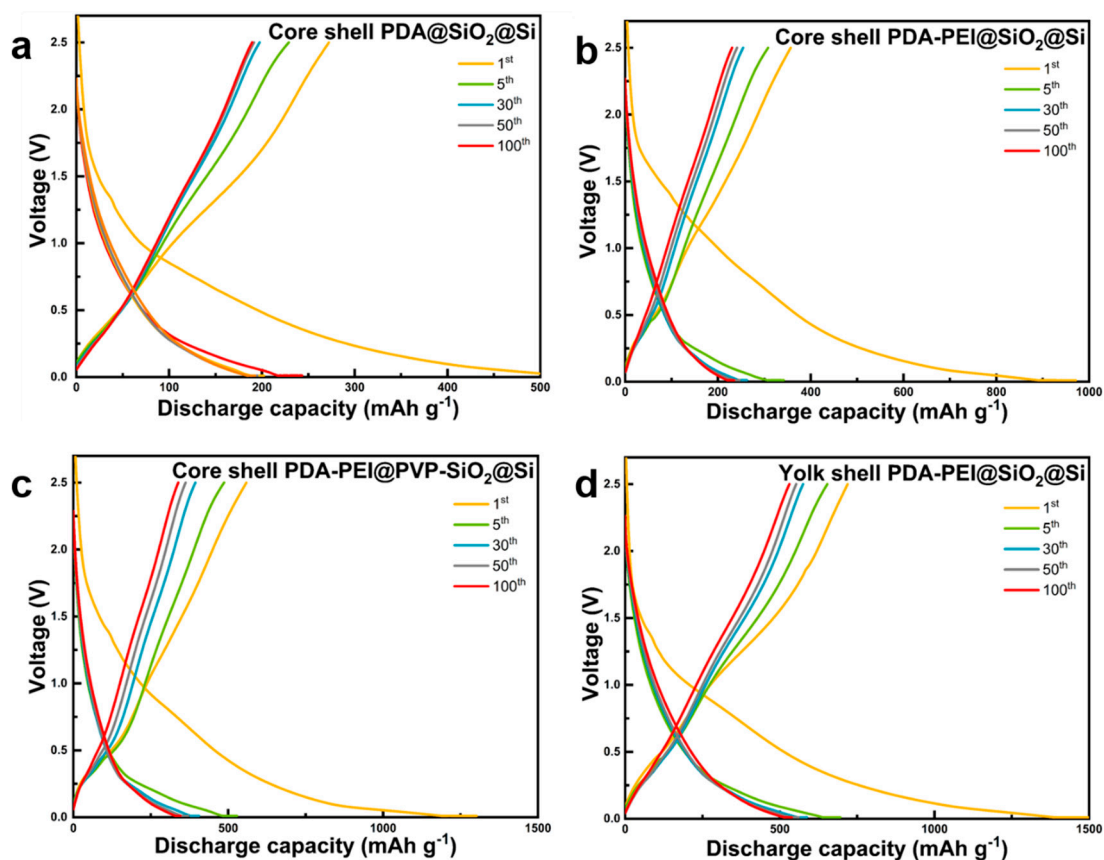 a
Core shell PDA@SiO₂@Si
1ˢᵗ
5ᵗʰ
30ᵗʰ
50ᵗʰ
100ᵗʰ
2.5
2.0
1.5
1.0
0.5
0.0
Voltage (V)
0 100 200 300 400 500
Discharge capacity (mAh g⁻¹)
b
Core shell PDA-PEI@SiO₂@Si
1ˢᵗ
5ᵗʰ
30ᵗʰ
50ᵗʰ
100ᵗʰ
2.5
2.0
1.5
1.0
0.5
0.0
Voltage (V)
0 200 400 600 800 1000
Discharge capacity (mAh g⁻¹)
c
Core shell PDA-PEI@PVP-SiO₂@Si
1ˢᵗ
5ᵗʰ
30ᵗʰ
50ᵗʰ
100ᵗʰ
2.5
2.0
1.5
1.0
0.5
0.0
Voltage (V)
0 500 1000 1500
Discharge capacity (mAh g⁻¹)
d
Yolk shell PDA-PEI@SiO₂@Si
1ˢᵗ
5ᵗʰ
30ᵗʰ
50ᵗʰ
100ᵗʰ
2.5
2.0
1.5
1.0
0.5
0.0
Voltage (V)
0 500 1000 1500
Discharge capacity (mAh g⁻¹)